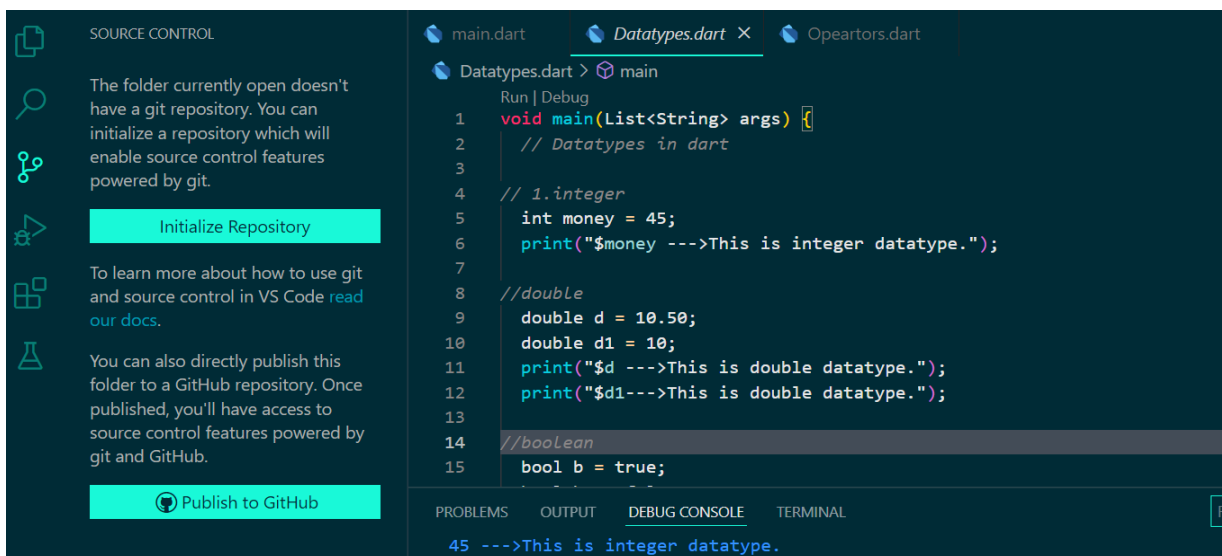 SOURCE CONTROL
The folder currently open doesn't
have a git repository. You can
initialize a repository which will
enable source control features
powered by git.
Initialize Repository
To learn more about how to use git
and source control in VS Code read
our docs.
You can also directly publish this
folder to a GitHub repository. Once
published, you'll have access to
source control features powered by
git and GitHub.
Publish to GitHub
main.dart Datatypes.dart Opeartors.dart
Datatypes.dart > main
Run | Debug
1 void main(List<String> args) {
2 // Datatypes in dart
3
4 // 1.integer
5 int money = 45;
6 print("$money --->This is integer datatype.");
7
8 //double
9 double d = 10.50;
10 double d1 = 10;
11 print("$d --->This is double datatype.");
12 print("$d1--->This is double datatype.");
13
14 //boolean
15 bool b = true;
PROBLEMS OUTPUT DEBUG CONSOLE TERMINAL
45 --->This is integer datatype.